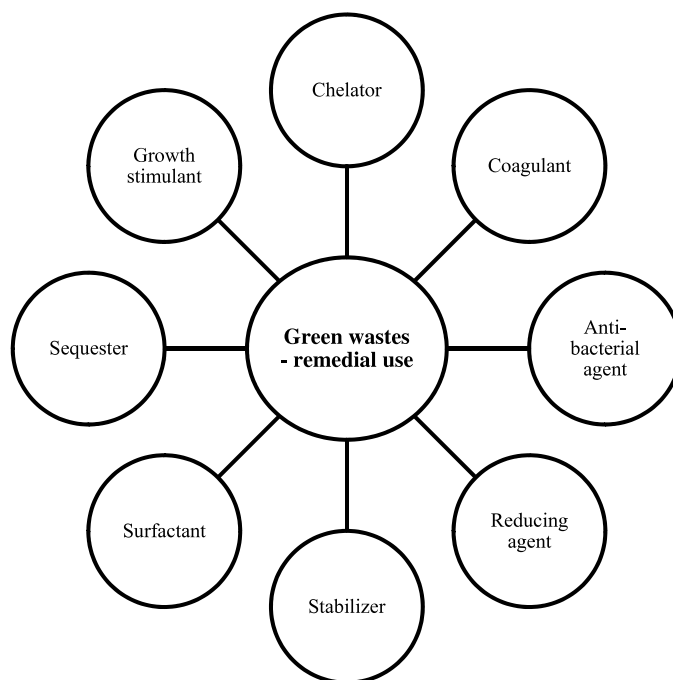 Chelator
Growth
stimulant
Coagulant
Sequester
Green wastes
- remedial use
Anti-
bacterial
agent
Surfactant
Reducing
agent
Stabilizer